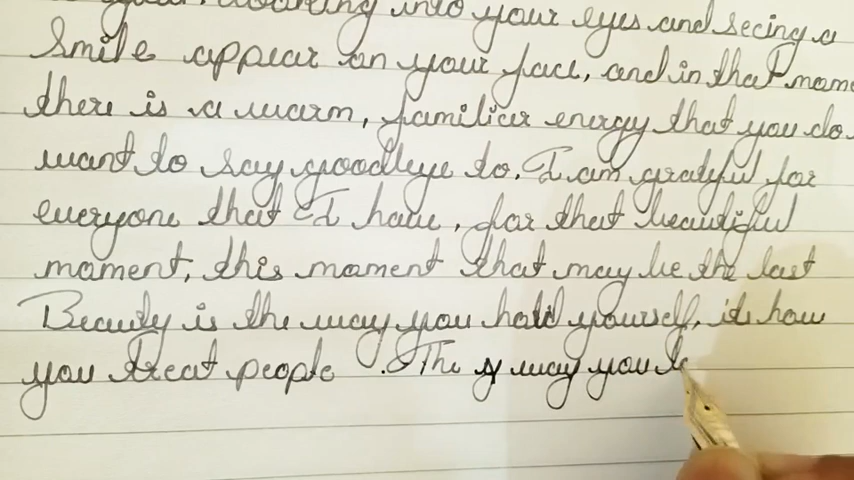 looking into your eyes and seeing a
smile appear on your face, and in that mome
there is a warm, familiar energy that you do
want to say goodbye to. I am grateful for
everyone that I have, for that beautiful
moment, this moment that may be the last
Beauty is the way you hold yourself, its how
you treat people . The way you